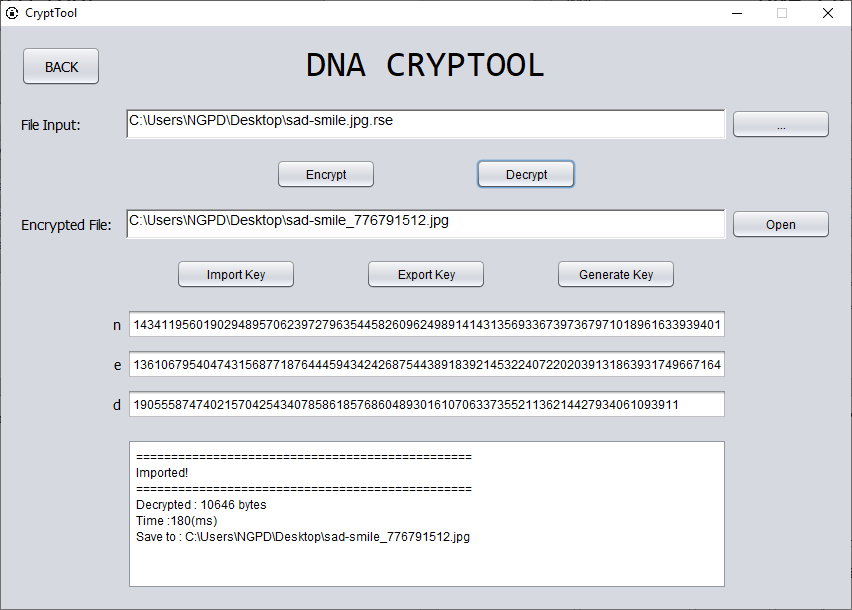 CryptTool
BACK
DNA CRYPTOOL
File Input:
C:\Users\NGPD\Desktop\sad-smile.jpg.rse
...
Encrypt
Decrypt
Encrypted File:
C:\Users\NGPD\Desktop\sad-smile_776791512.jpg
Open
Import Key
Export Key
Generate Key
n
143411956019029489570623972796354458260962498914143135693367397367971018961633939401
e
136106795404743156877187644459434242687544389183921453224072202039131863931749667164
d
190555874740215704254340785861857686048930161070633735521136214427934061093911
================================================
Imported!
================================================
Decrypted : 10646 bytes
Time :180(ms)
Save to : C:\Users\NGPD\Desktop\sad-smile_776791512.jpg